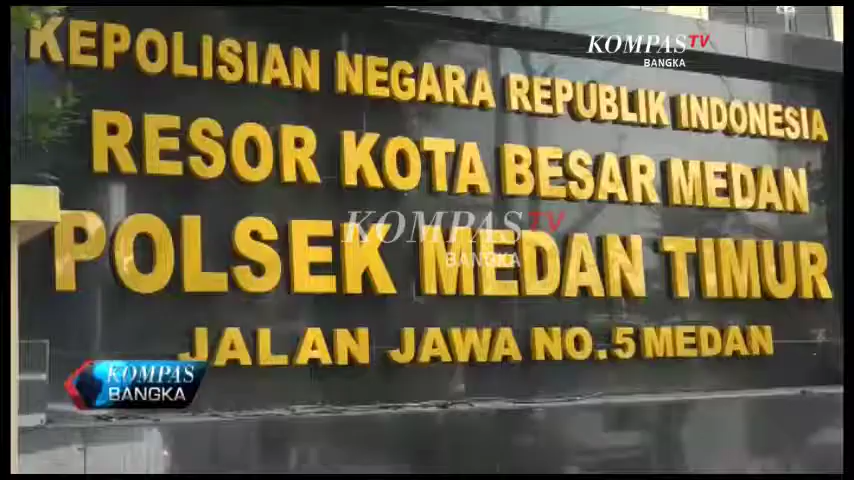 KOMPAS TV
BANGKA
KEPOLISIAN NEGARA REPUBLIK INDONESIA
RESOR KOTA BESAR MEDAN
POLSEK MEDAN TIMUR
JALAN JAWA NO.5 MEDAN
KOMPAS TV
BANGKA
KOMPAS
BANGKA